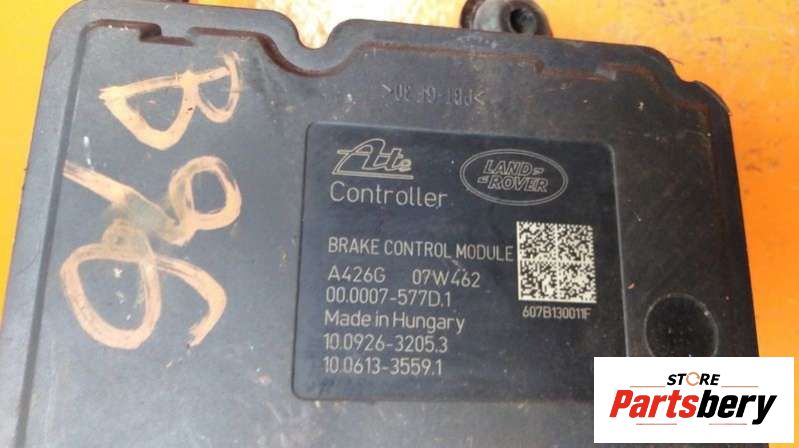 >PBT-GF30<
Ate
LAND-
ROVER
Controller
BRAKE CONTROL MODULE
A426G 07W462
00.0007-577D.1
607B130011F
Made in Hungary
10.0926-3205.3
10.0613-3559.1
STORE
Partsbery